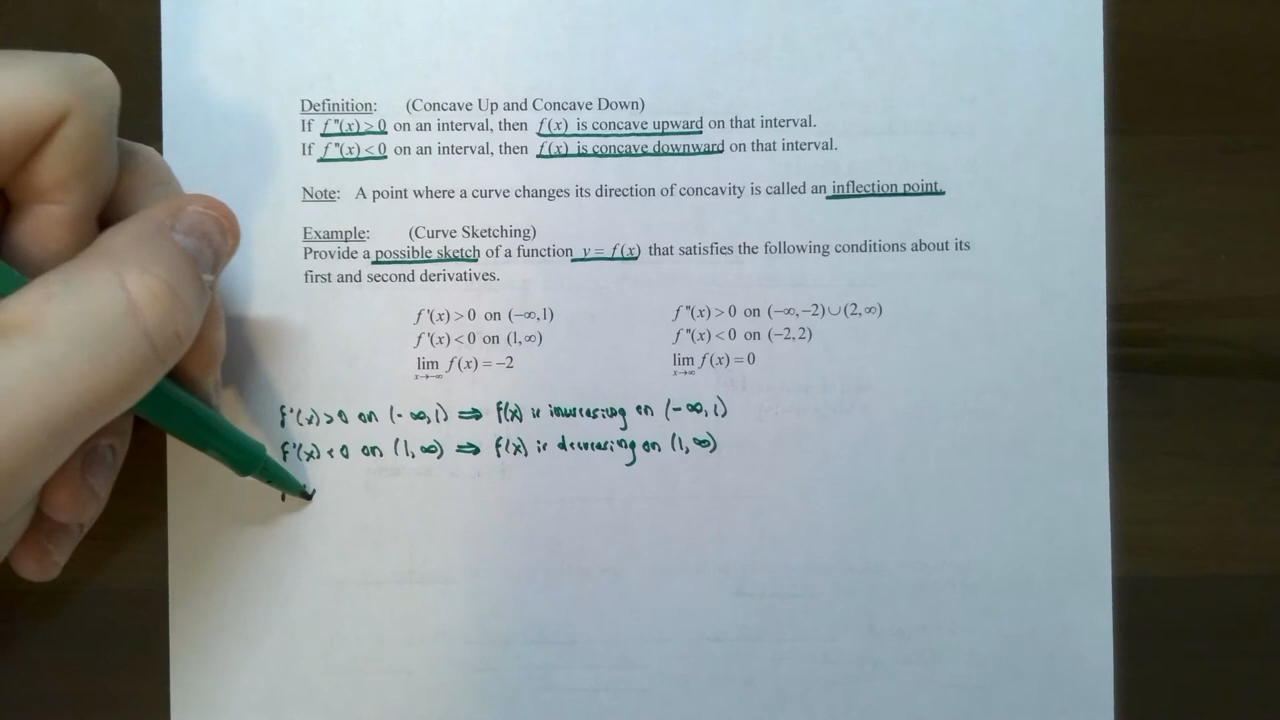 Definition: (Concave Up and Concave Down)
If f''(x) > 0 on an interval, then f(x) is concave upward on that interval.
If f''(x) < 0 on an interval, then f(x) is concave downward on that interval.
Note: A point where a curve changes its direction of concavity is called an inflection point.
Example: (Curve Sketching)
Provide a possible sketch of a function y = f(x) that satisfies the following conditions about its
first and second derivatives.
f'(x) > 0 on (-∞,1) f''(x) > 0 on (-∞,-2)∪(2,∞)
f'(x) < 0 on (1,∞) f''(x) < 0 on (-2,2)
lim f(x) = -2 lim f(x) = 0
x→-∞ x→∞
f'(x) > 0 on (-∞,1) ⇒ f(x) is increasing on (-∞,1)
f'(x) < 0 on (1,∞) ⇒ f(x) is decreasing on (1,∞)